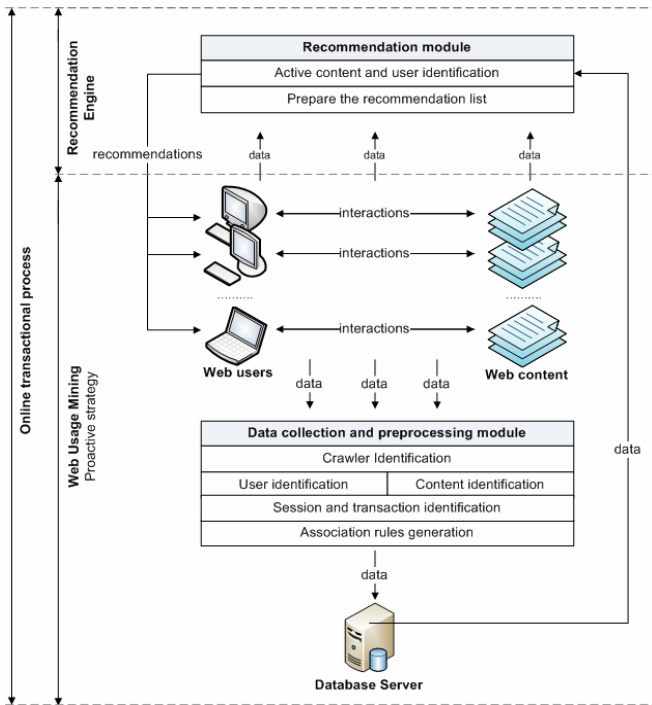 Recommendation module
Active content and user identification
Prepare the recommendation list
Recommendation
Engine
recommendations
data
data
data
interactions
interactions
..........
..........
interactions
Web users
Web content
data
data
data
Online transactional process
Web Usage Mining
Proactive strategy
Data collection and preprocessing module
Crawler Identification
User identification
Content identification
Session and transaction identification
Association rules generation
data
data
Database Server